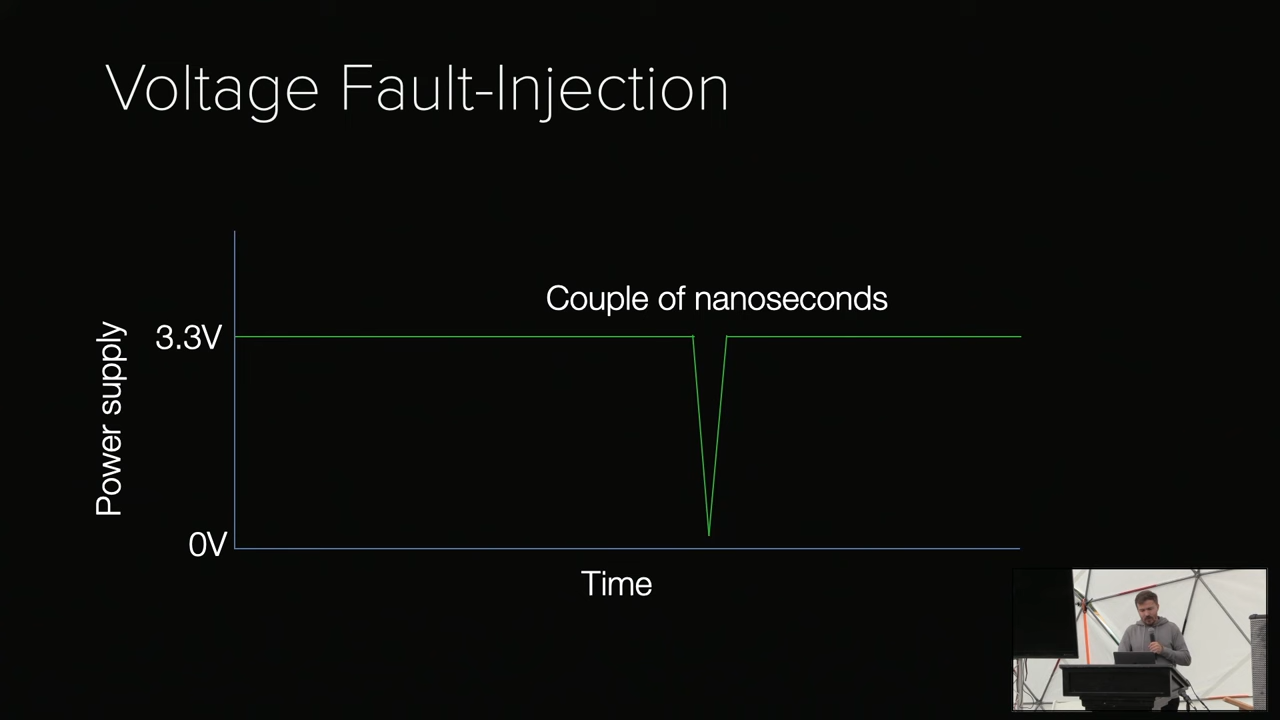 Voltage Fault-Injection
Couple of nanoseconds
3.3V
Power supply
0V
Time